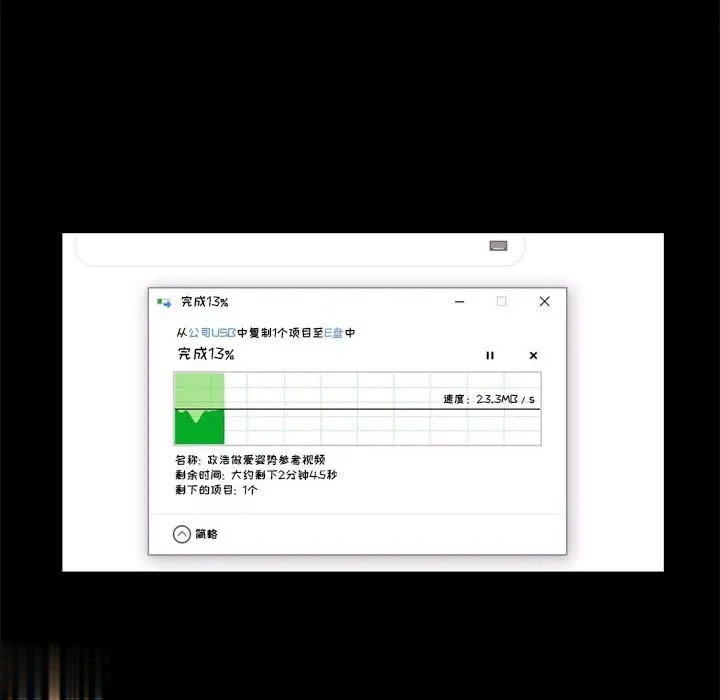 完成13%
从公司USB中复制1个项目至E盘中
完成13%
速度：23.3MB/s
名称：政浩做爱姿势参考视频
剩余时间：大约剩下2分钟45秒
剩下的项目：1个
简略